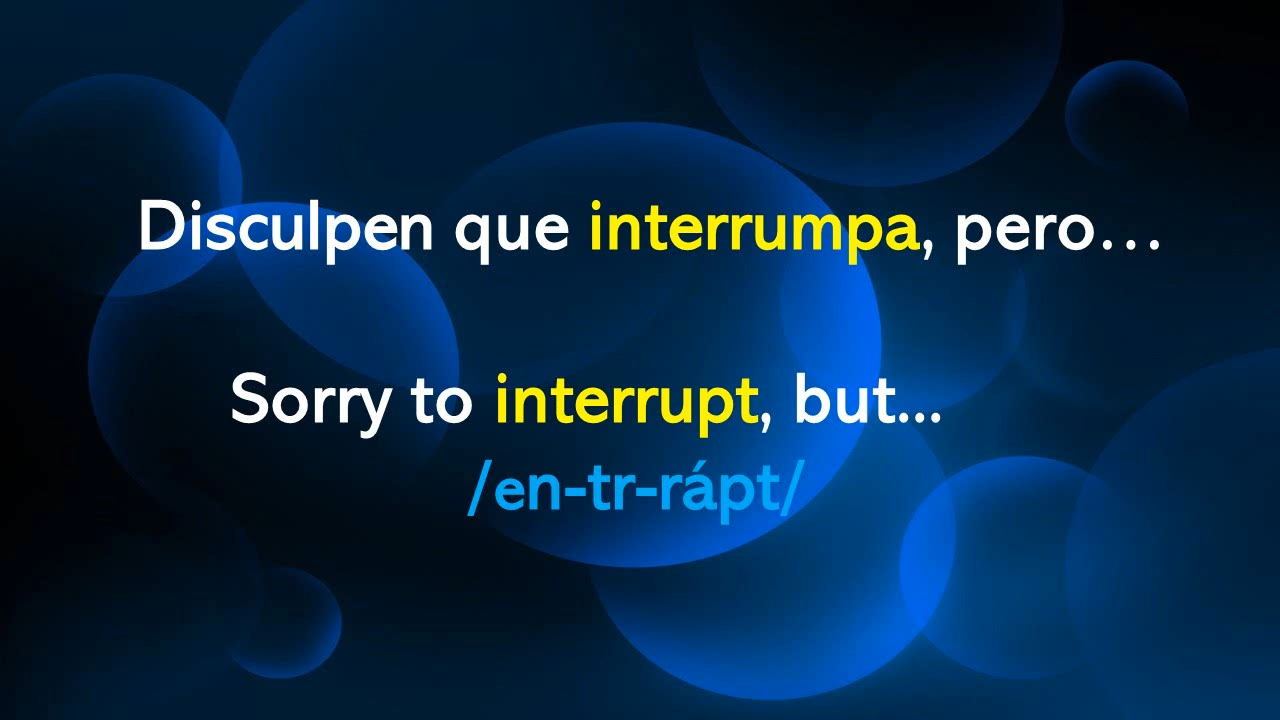 Disculpen que interrumpa, pero...
Sorry to interrupt, but...
/en-tr-rápt/